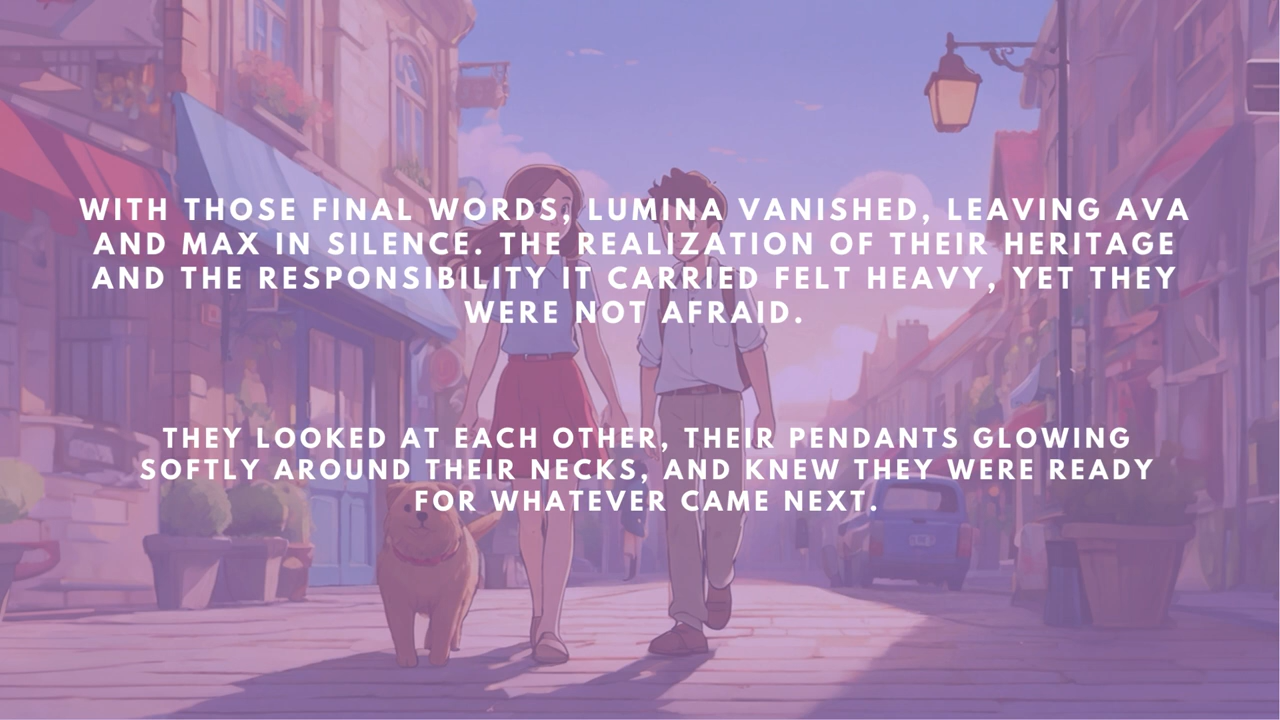 WITH THOSE FINAL WORDS, LUMINA VANISHED, LEAVING AVA
AND MAX IN SILENCE. THE REALIZATION OF THEIR HERITAGE
AND THE RESPONSIBILITY IT CARRIED FELT HEAVY, YET THEY
WERE NOT AFRAID.
THEY LOOKED AT EACH OTHER, THEIR PENDANTS GLOWING
SOFTLY AROUND THEIR NECKS, AND KNEW THEY WERE READY
FOR WHATEVER CAME NEXT.